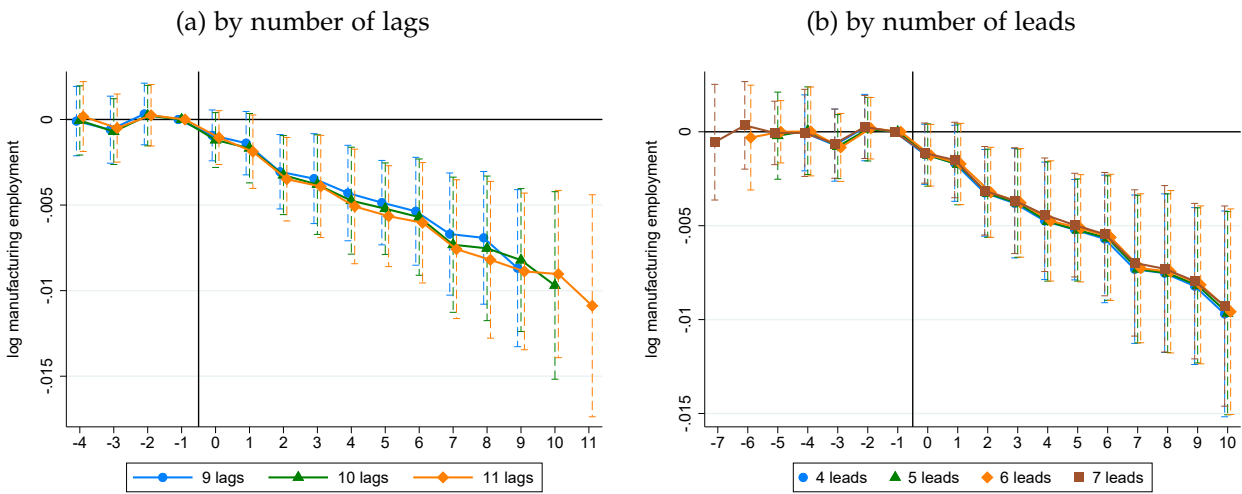 (a) by number of lags
log manufacturing employment
0
-.005
-.01
-.015
-4 -3 -2 -1 0 1 2 3 4 5 6 7 8 9 10 11
9 lags 10 lags 11 lags
(b) by number of leads
log manufacturing employment
0
-.005
-.01
-.015
-7 -6 -5 -4 -3 -2 -1 0 1 2 3 4 5 6 7 8 9 10
4 leads 5 leads 6 leads 7 leads